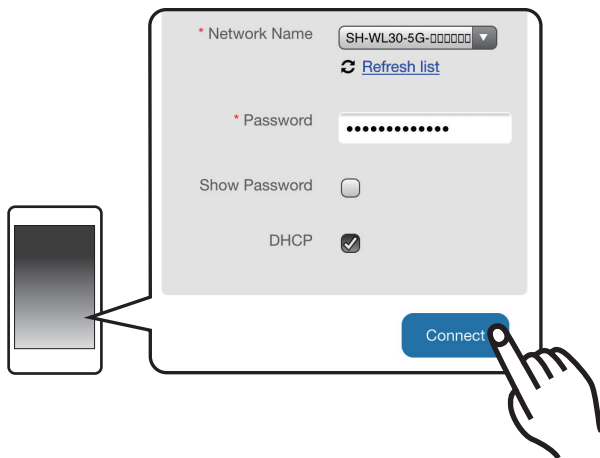 * Network Name
SH-WL30-5G-▯▯▯▯▯▯
Refresh list
* Password
•••••••••••••
Show Password
DHCP
Connect